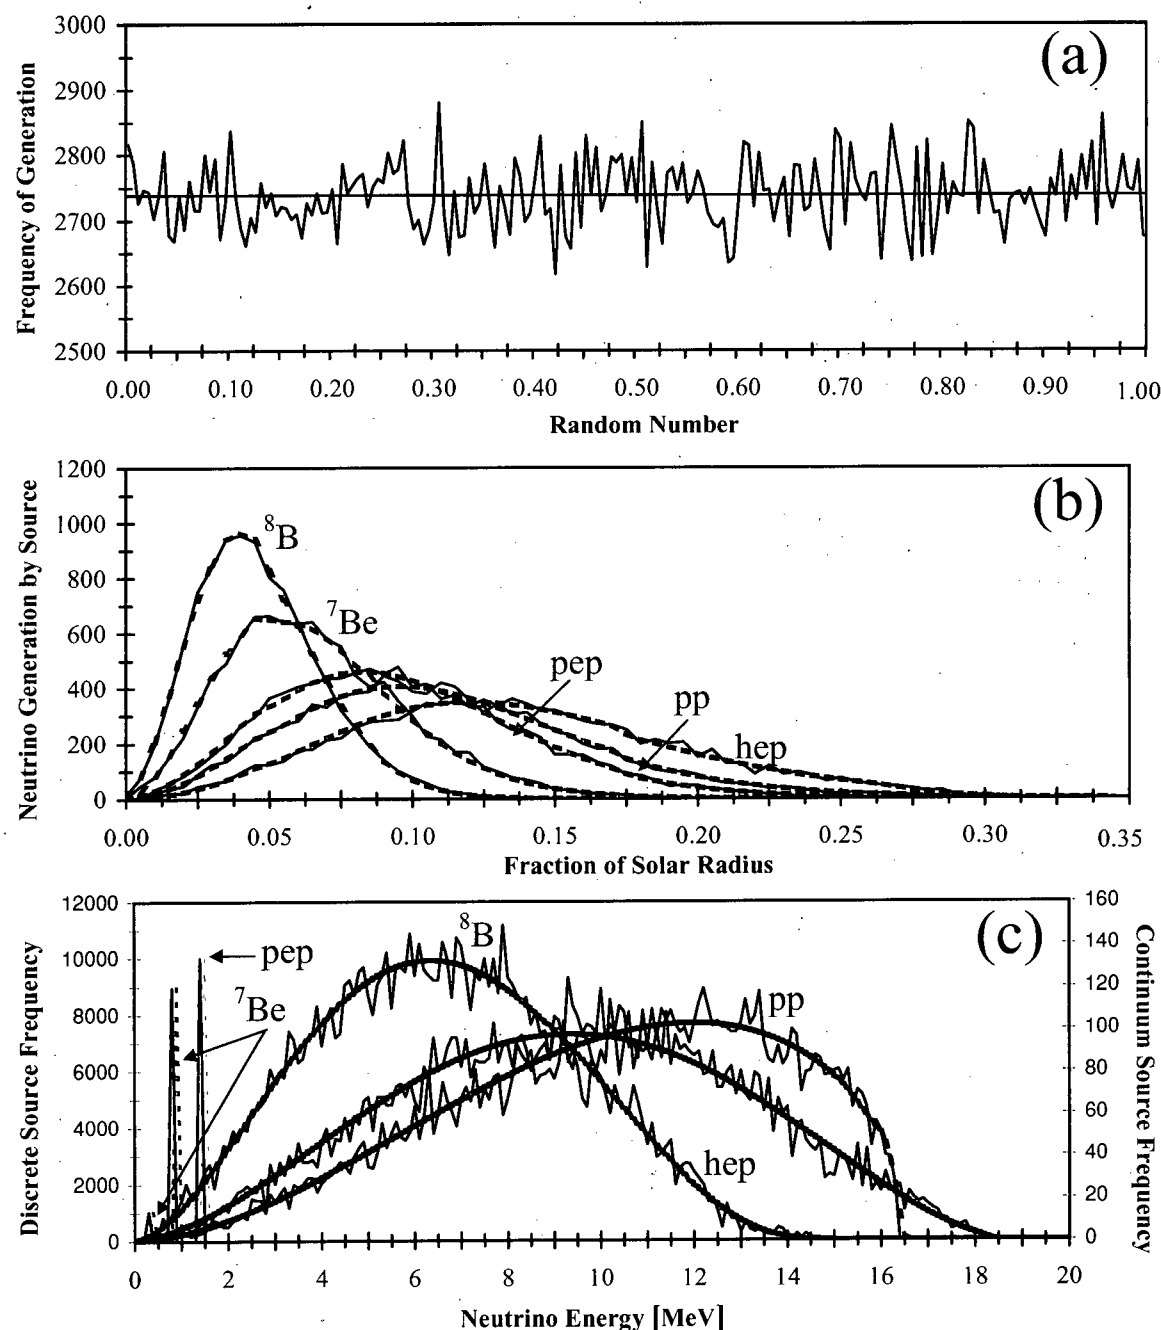 (a)
Frequency of Generation
3000
2900
2800
2700
2600
2500
0.00 0.10 0.20 0.30 0.40 0.50 0.60 0.70 0.80 0.90 1.00
Random Number
(b)
Neutrino Generation by Source
1200
1000
800
600
400
200
0
⁸B
⁷Be
pep
pp
hep
0.00 0.05 0.10 0.15 0.20 0.25 0.30 0.35
Fraction of Solar Radius
(c)
Discrete Source Frequency
12000
10000
8000
6000
4000
2000
0
pep
⁷Be
⁸B
pp
hep
160
140
120
100
80
60
40
20
0
Continuum Source Frequency
0 2 4 6 8 10 12 14 16 18 20
Neutrino Energy [MeV]